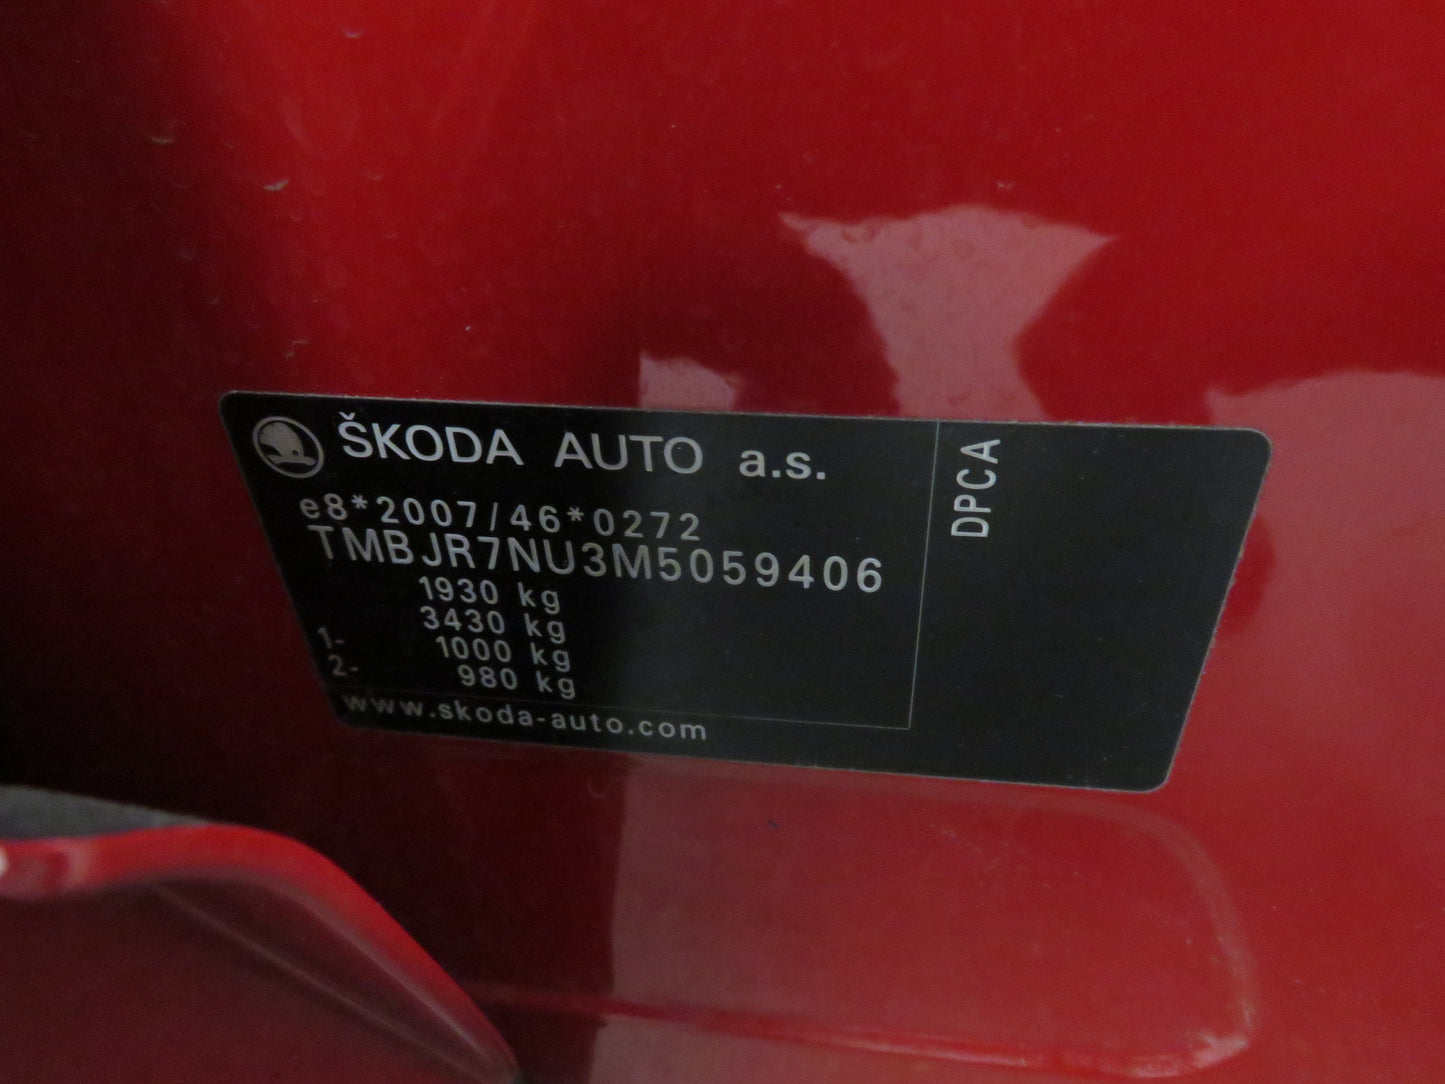 ŠKODA AUTO a.s.
e8*2007/46*0272
TMBJR7NU3M5059406
1930 kg
3430 kg
1- 1000 kg
2- 980 kg
www.skoda-auto.com
DPCA